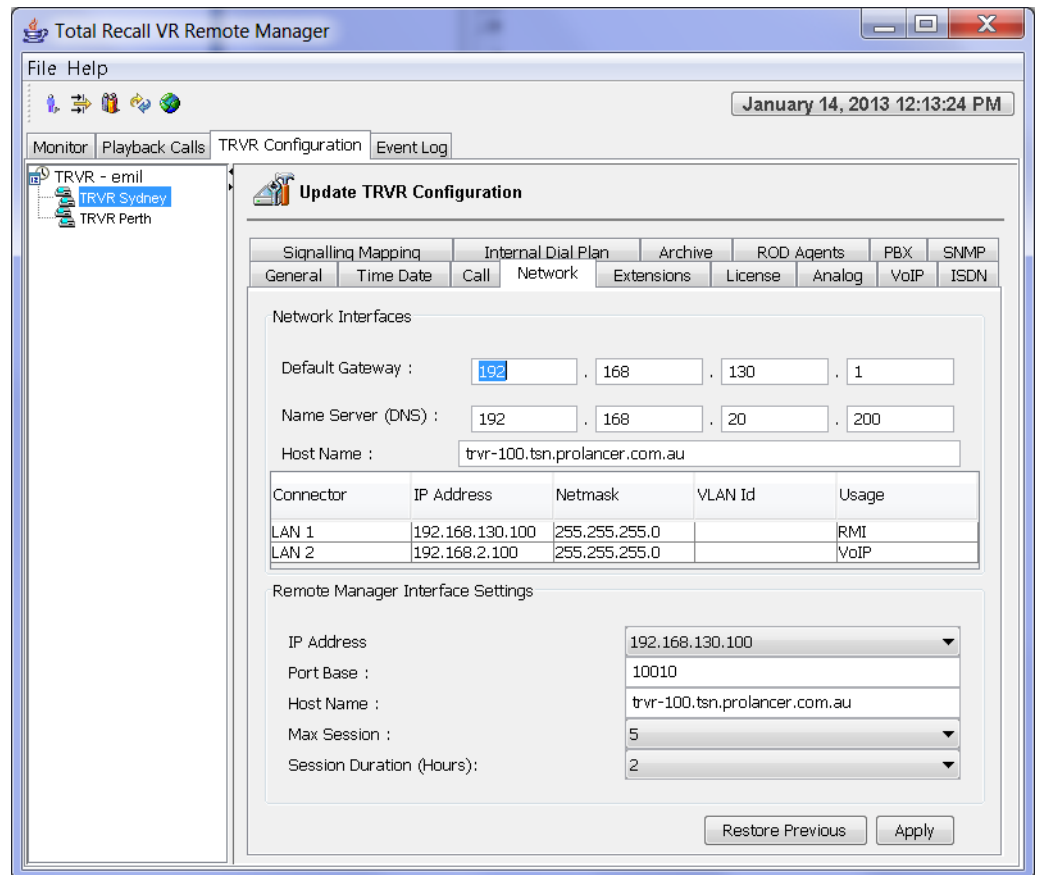 Total Recall VR Remote Manager
File Help
January 14, 2013 12:13:24 PM
Monitor Playback Calls TRVR Configuration Event Log
TRVR - emil
TRVR Sydney
TRVR Perth
Update TRVR Configuration
Signalling Mapping Internal Dial Plan Archive ROD Agents PBX SNMP
General Time Date Call Network Extensions License Analog VoIP ISDN
Network Interfaces
Default Gateway : 192 . 168 . 130 . 1
Name Server (DNS) : 192 . 168 . 20 . 200
Host Name : trvr-100.tsn.prolancer.com.au
Connector IP Address Netmask VLAN Id Usage
LAN 1 192.168.130.100 255.255.255.0 RMI
LAN 2 192.168.2.100 255.255.255.0 VoIP
Remote Manager Interface Settings
IP Address 192.168.130.100
Port Base : 10010
Host Name : trvr-100.tsn.prolancer.com.au
Max Session : 5
Session Duration (Hours): 2
Restore Previous Apply